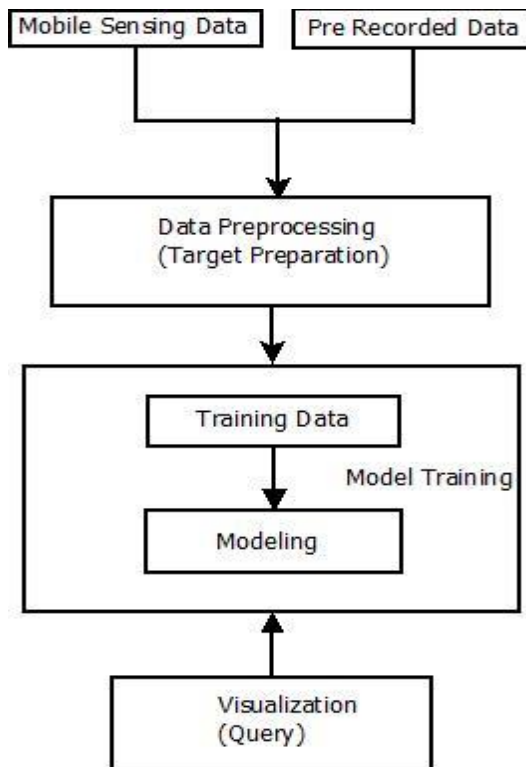 Mobile Sensing Data
Pre Recorded Data
Data Preprocessing
(Target Preparation)
Training Data
Model Training
Modeling
Visualization
(Query)